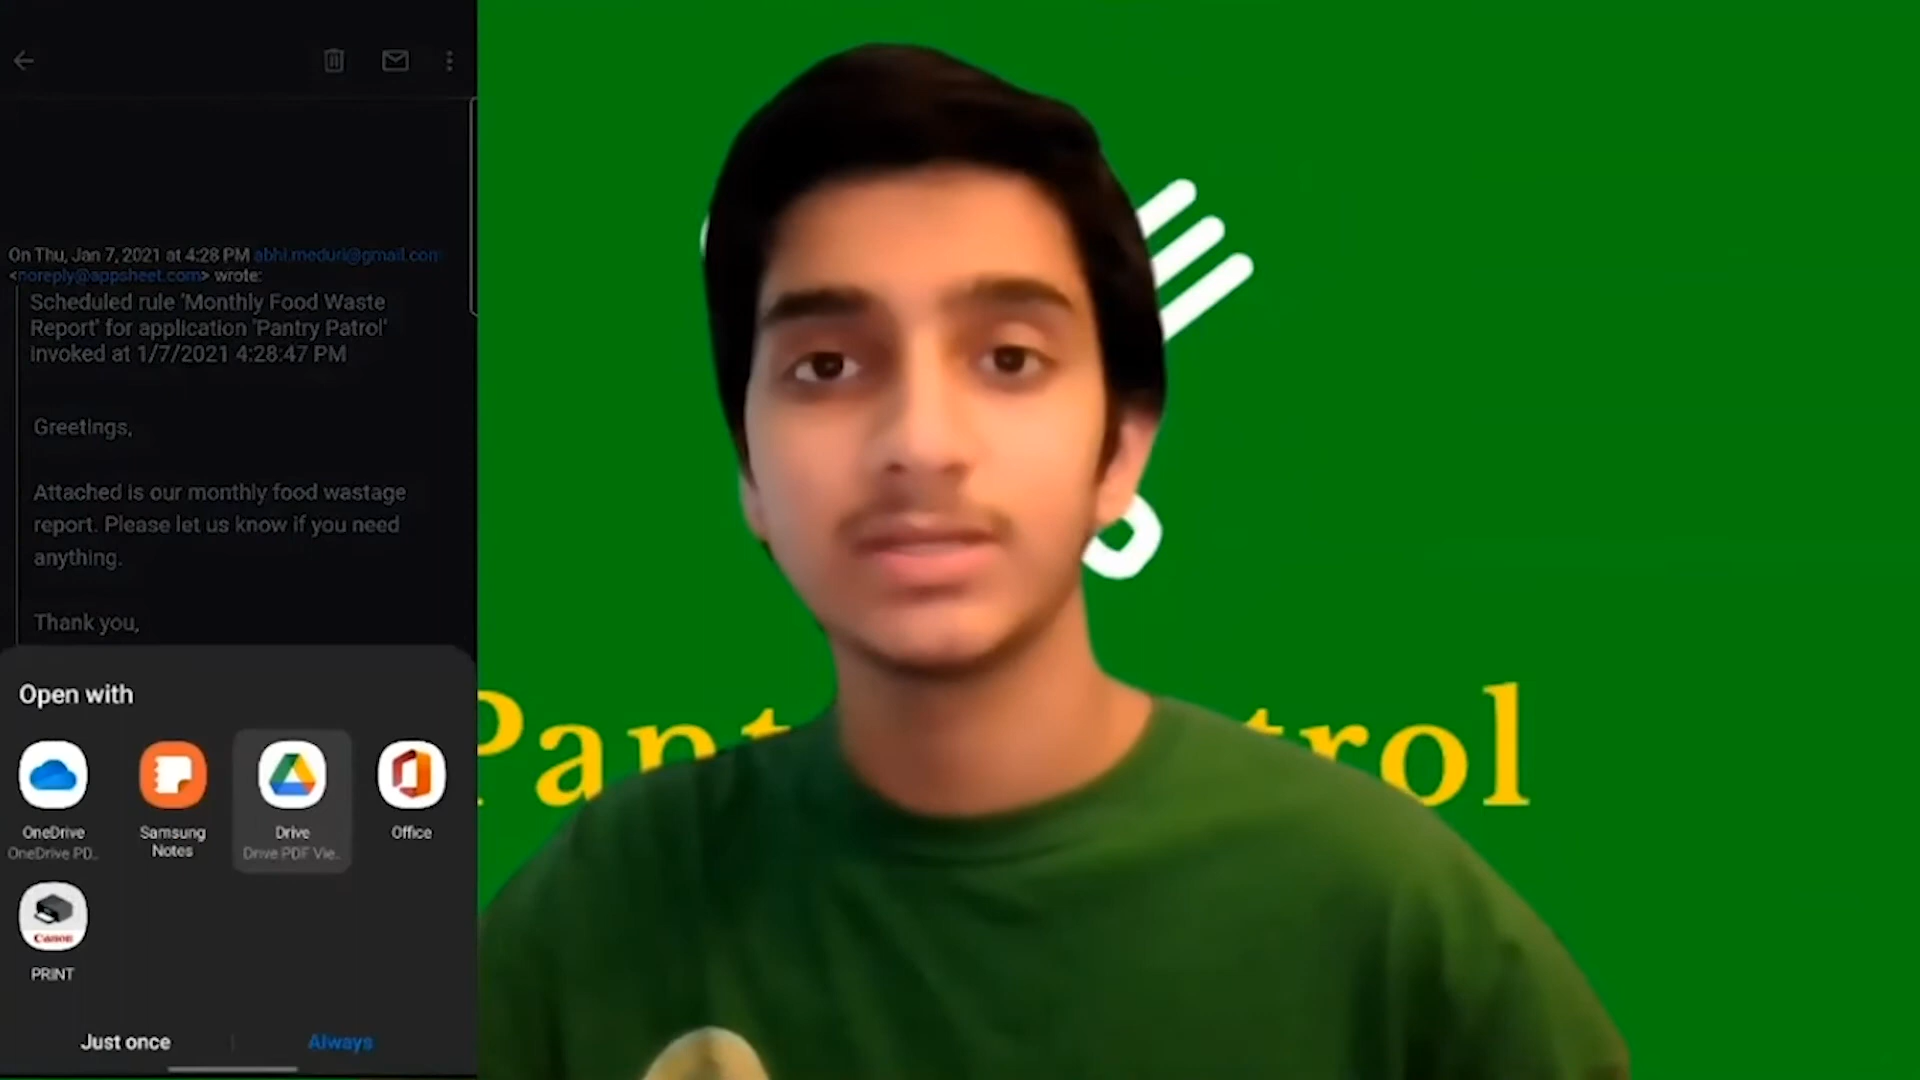 On Thu, Jan 7, 2021 at 4:28 PM abhi.meduri@gmail.com
<noreply@appsheet.com> wrote:
Scheduled rule 'Monthly Food Waste
Report' for application 'Pantry Patrol'
invoked at 1/7/2021 4:28:47 PM
Greetings,
Attached is our monthly food wastage
report. Please let us know if you need
anything.
Thank you,
Open with
OneDrive
OneDrive PD..
Samsung
Notes
Drive
Drive PDF Vie..
Office
Canon
PRINT
Just once
Always
Pant trol